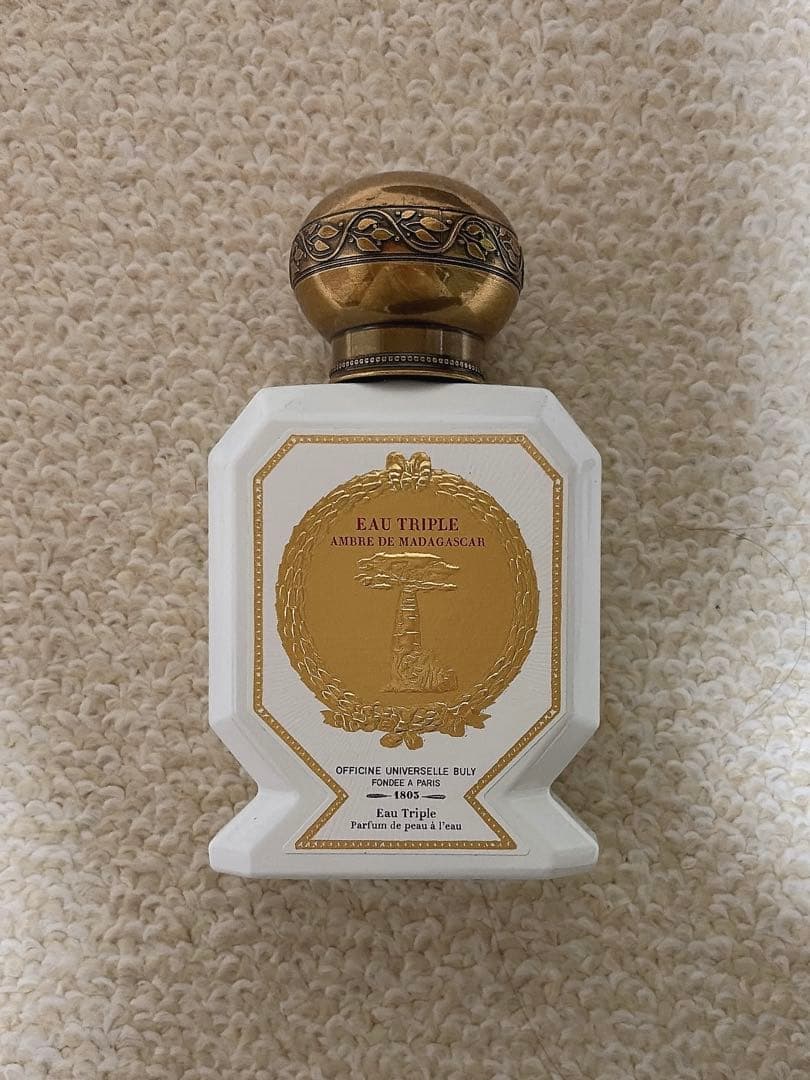 EAU TRIPLE
AMBRE DE MADAGASCAR
OFFICINE UNIVERSELLE BULY
FONDEE A PARIS
1803
Eau Triple
Parfum de peau à l'eau